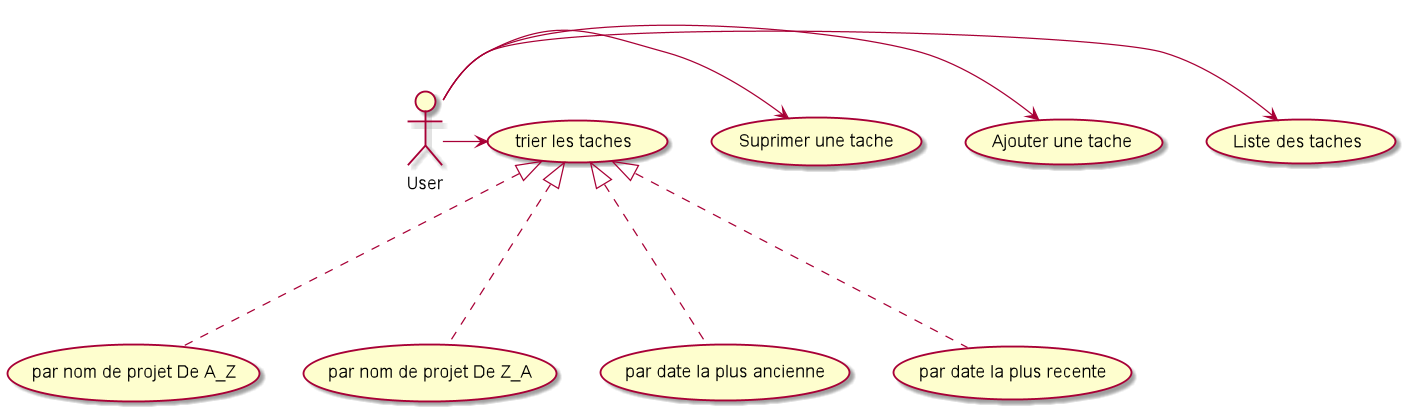 trier les taches
Suprimer une tache
Ajouter une tache
Liste des taches
User
par nom de projet De A_Z
par nom de projet De Z_A
par date la plus ancienne
par date la plus recente